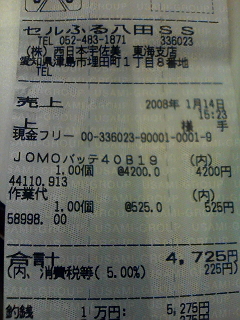 セルふる八田SS
TEL 052-483-1871 336023
(株)西日本宇佐美 東海支店
愛知県津島市埋田町1丁目8番地
TEL
売上 2008年 1月14日
16:23
上 様 手
現金フリー 00-336023-90001-0001-9
JOMOバッテ40B19 (内)
1.00個 @4200.0 4200円
44110.913
作業代 (内)
1.00個 @525.0 525円
58998.00
合計 4,725円
(内、消費税等( 5.00%) 225円)
釣銭 1万円: 5,275円